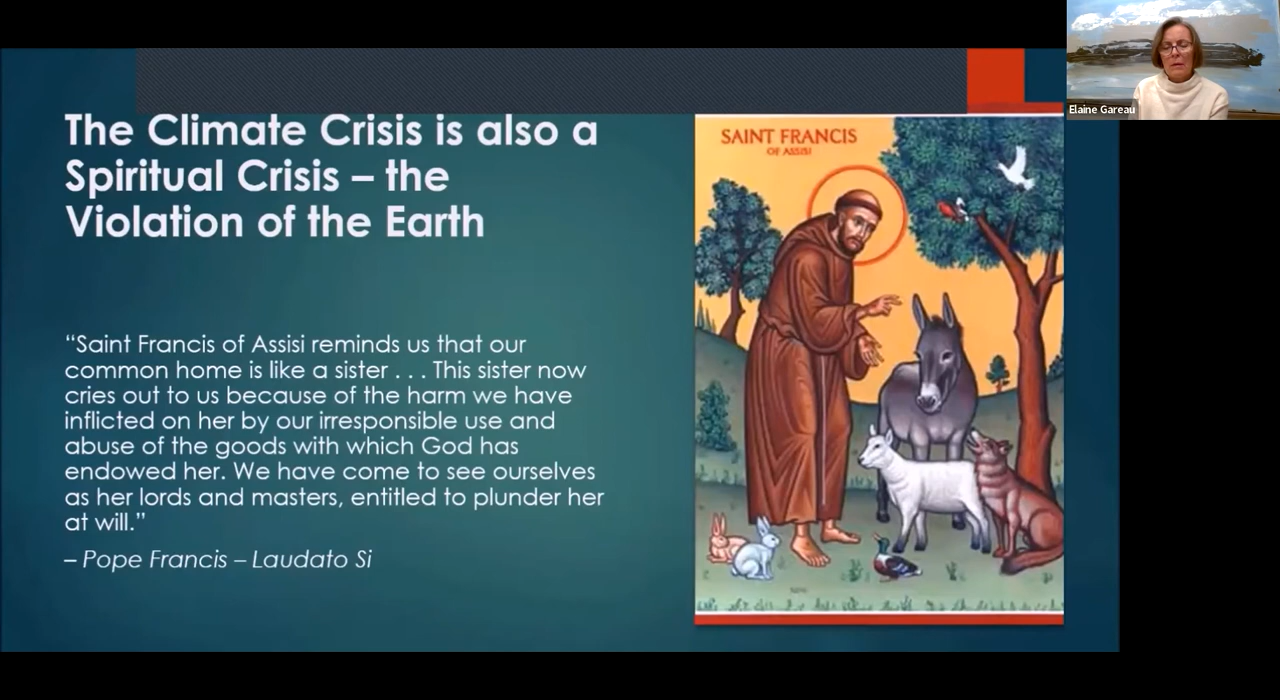 The Climate Crisis is also a
Spiritual Crisis – the
Violation of the Earth
“Saint Francis of Assisi reminds us that our
common home is like a sister . . . This sister now
cries out to us because of the harm we have
inflicted on her by our irresponsible use and
abuse of the goods with which God has
endowed her. We have come to see ourselves
as her lords and masters, entitled to plunder her
at will.”
– Pope Francis – Laudato Si
SAINT FRANCIS
OF ASSISI
Elaine Gareau